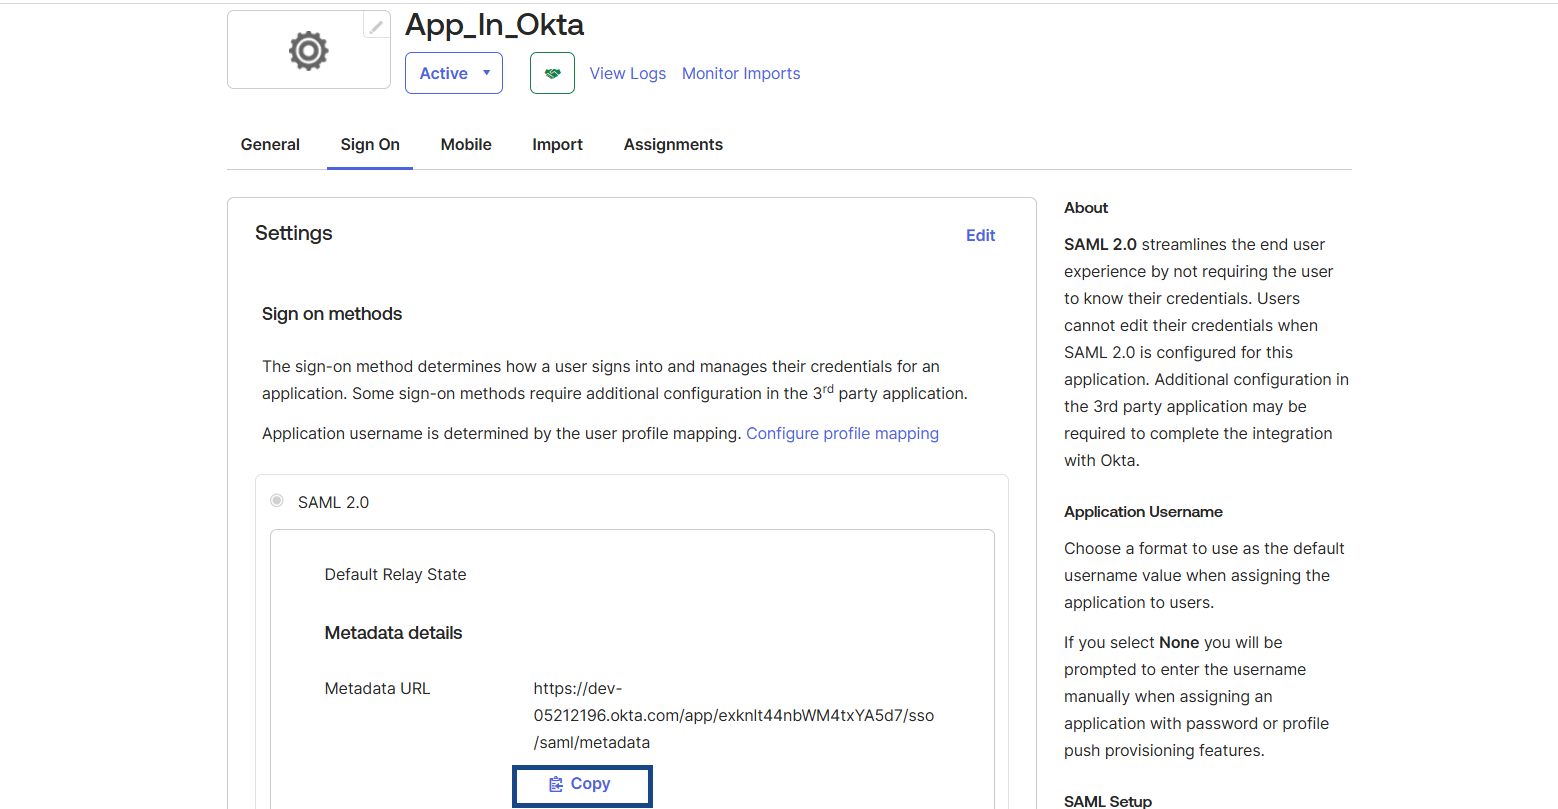 App_In_Okta
Active
View Logs
Monitor Imports
General
Sign On
Mobile
Import
Assignments
Settings
Edit
Sign on methods
The sign-on method determines how a user signs into and manages their credentials for an
application. Some sign-on methods require additional configuration in the 3rd party application.
Application username is determined by the user profile mapping. Configure profile mapping
SAML 2.0
Default Relay State
Metadata details
Metadata URL
https://dev-
05212196.okta.com/app/exknlt44nbWM4txYA5d7/sso
/saml/metadata
Copy
About
SAML 2.0 streamlines the end user
experience by not requiring the user
to know their credentials. Users
cannot edit their credentials when
SAML 2.0 is configured for this
application. Additional configuration in
the 3rd party application may be
required to complete the integration
with Okta.
Application Username
Choose a format to use as the default
username value when assigning the
application to users.
If you select None you will be
prompted to enter the username
manually when assigning an
application with password or profile
push provisioning features.
SAML Setup